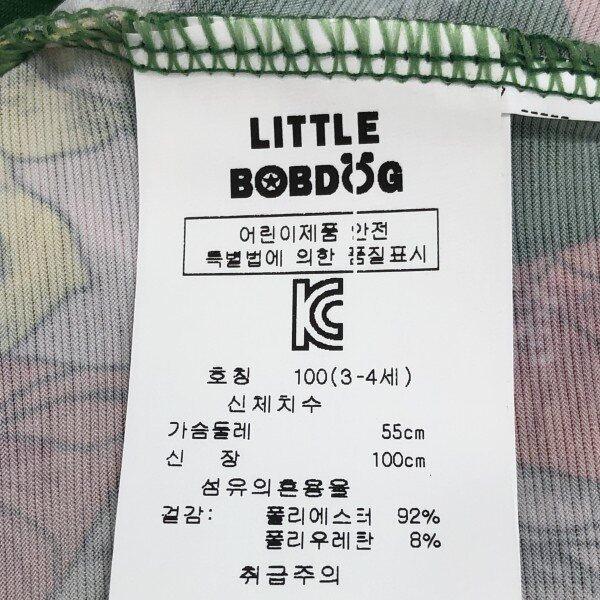 LITTLE
BOBDOG
어린이제품 안전
특별법에 의한 품질표시
KC
호칭 100(3-4세)
신체치수
가슴둘레 55cm
신 장 100cm
섬유의혼용율
겉감: 폴리에스터 92%
폴리우레탄 8%
취급주의